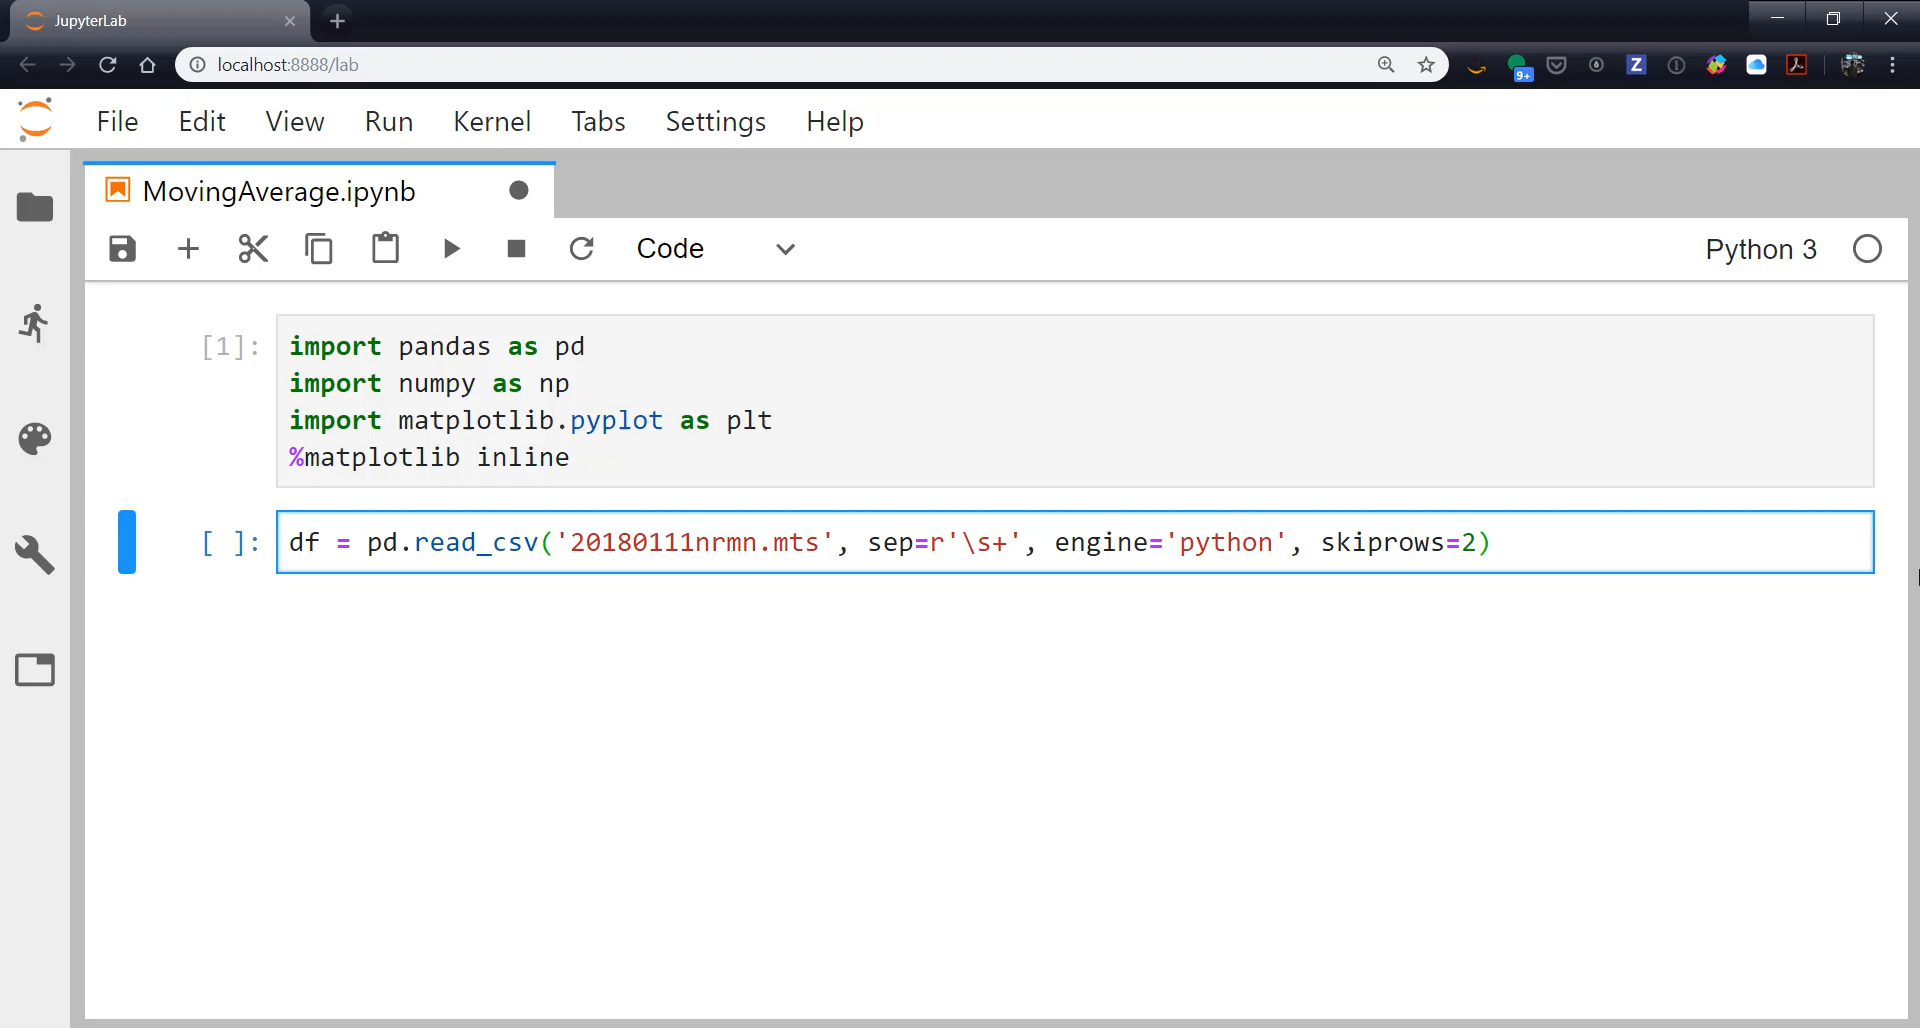 JupyterLab
localhost:8888/lab
9+
Z
File Edit View Run Kernel Tabs Settings Help
MovingAverage.ipynb
Code
Python 3
[1]:
import pandas as pd
import numpy as np
import matplotlib.pyplot as plt
%matplotlib inline
[ ]:
df = pd.read_csv('20180111nrmn.mts', sep=r'\s+', engine='python', skiprows=2)